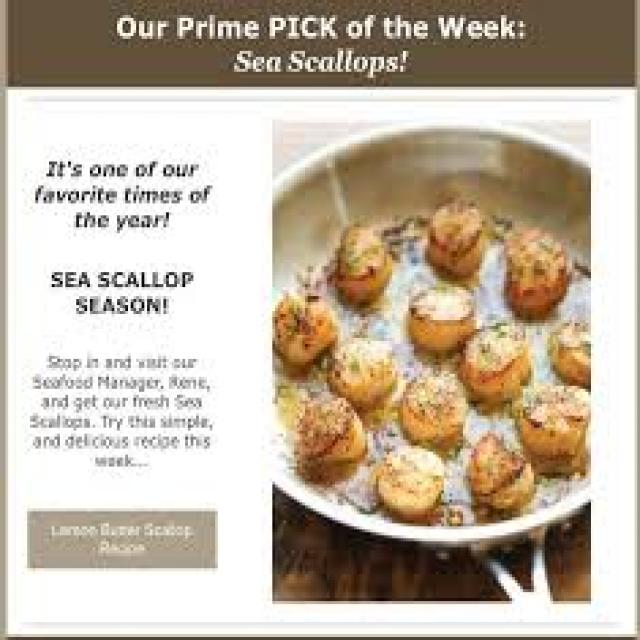 Our Prime PICK of the Week:
Sea Scallops!
It's one of our
favorite times of
the year!
SEA SCALLOP
SEASON!
Stop in and visit our
Seafood Manager, Rene,
and get our fresh Sea
Scallops. Try this simple,
and delicious recipe this
week...
Lemon Butter Scallop
Recipe